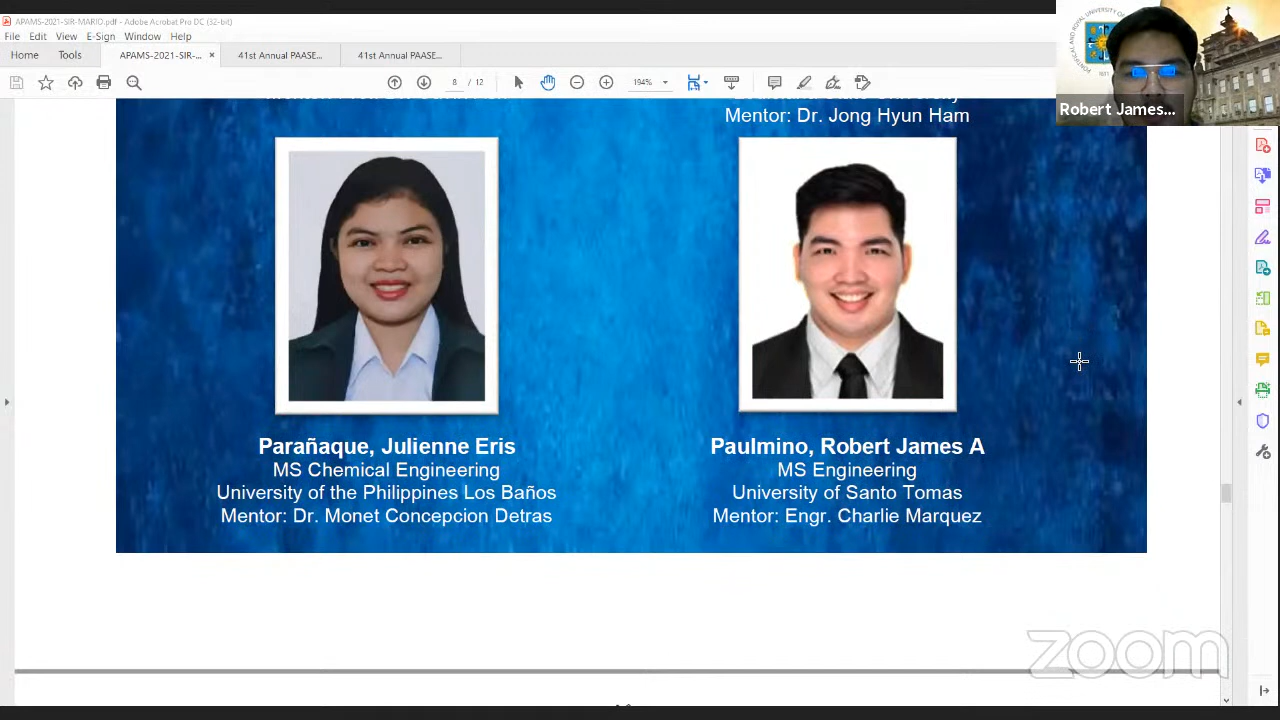 APAMS-2021-SIR-MARIO.pdf - Adobe Acrobat Pro DC (32-bit)
File Edit View E-Sign Window Help
Home Tools APAMS-2021-SIR-... × 41st Annual PAASE... 41st Annual PAASE...
8 / 12 194%
Robert James...
Mentor: Dr. Jong Hyun Ham
Parañaque, Julienne Eris
MS Chemical Engineering
University of the Philippines Los Baños
Mentor: Dr. Monet Concepcion Detras
Paulmino, Robert James A
MS Engineering
University of Santo Tomas
Mentor: Engr. Charlie Marquez
zoom